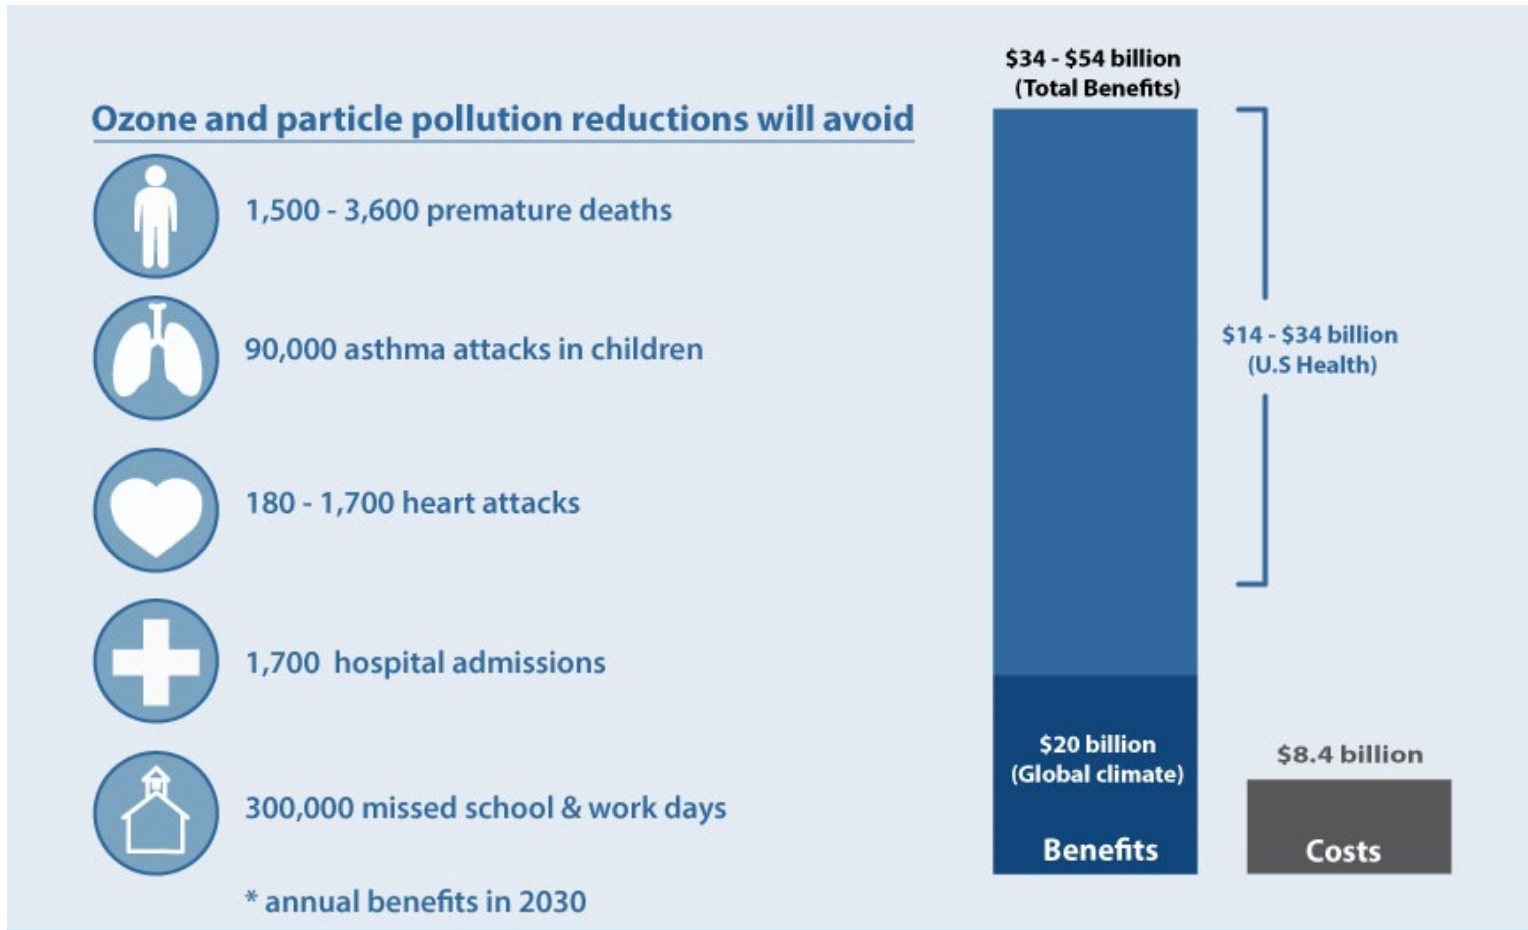 Ozone and particle pollution reductions will avoid
1,500 - 3,600 premature deaths
90,000 asthma attacks in children
180 - 1,700 heart attacks
1,700 hospital admissions
300,000 missed school & work days
* annual benefits in 2030
$34 - $54 billion
(Total Benefits)
$14 - $34 billion
(U.S Health)
$20 billion
(Global climate)
Benefits
$8.4 billion
Costs